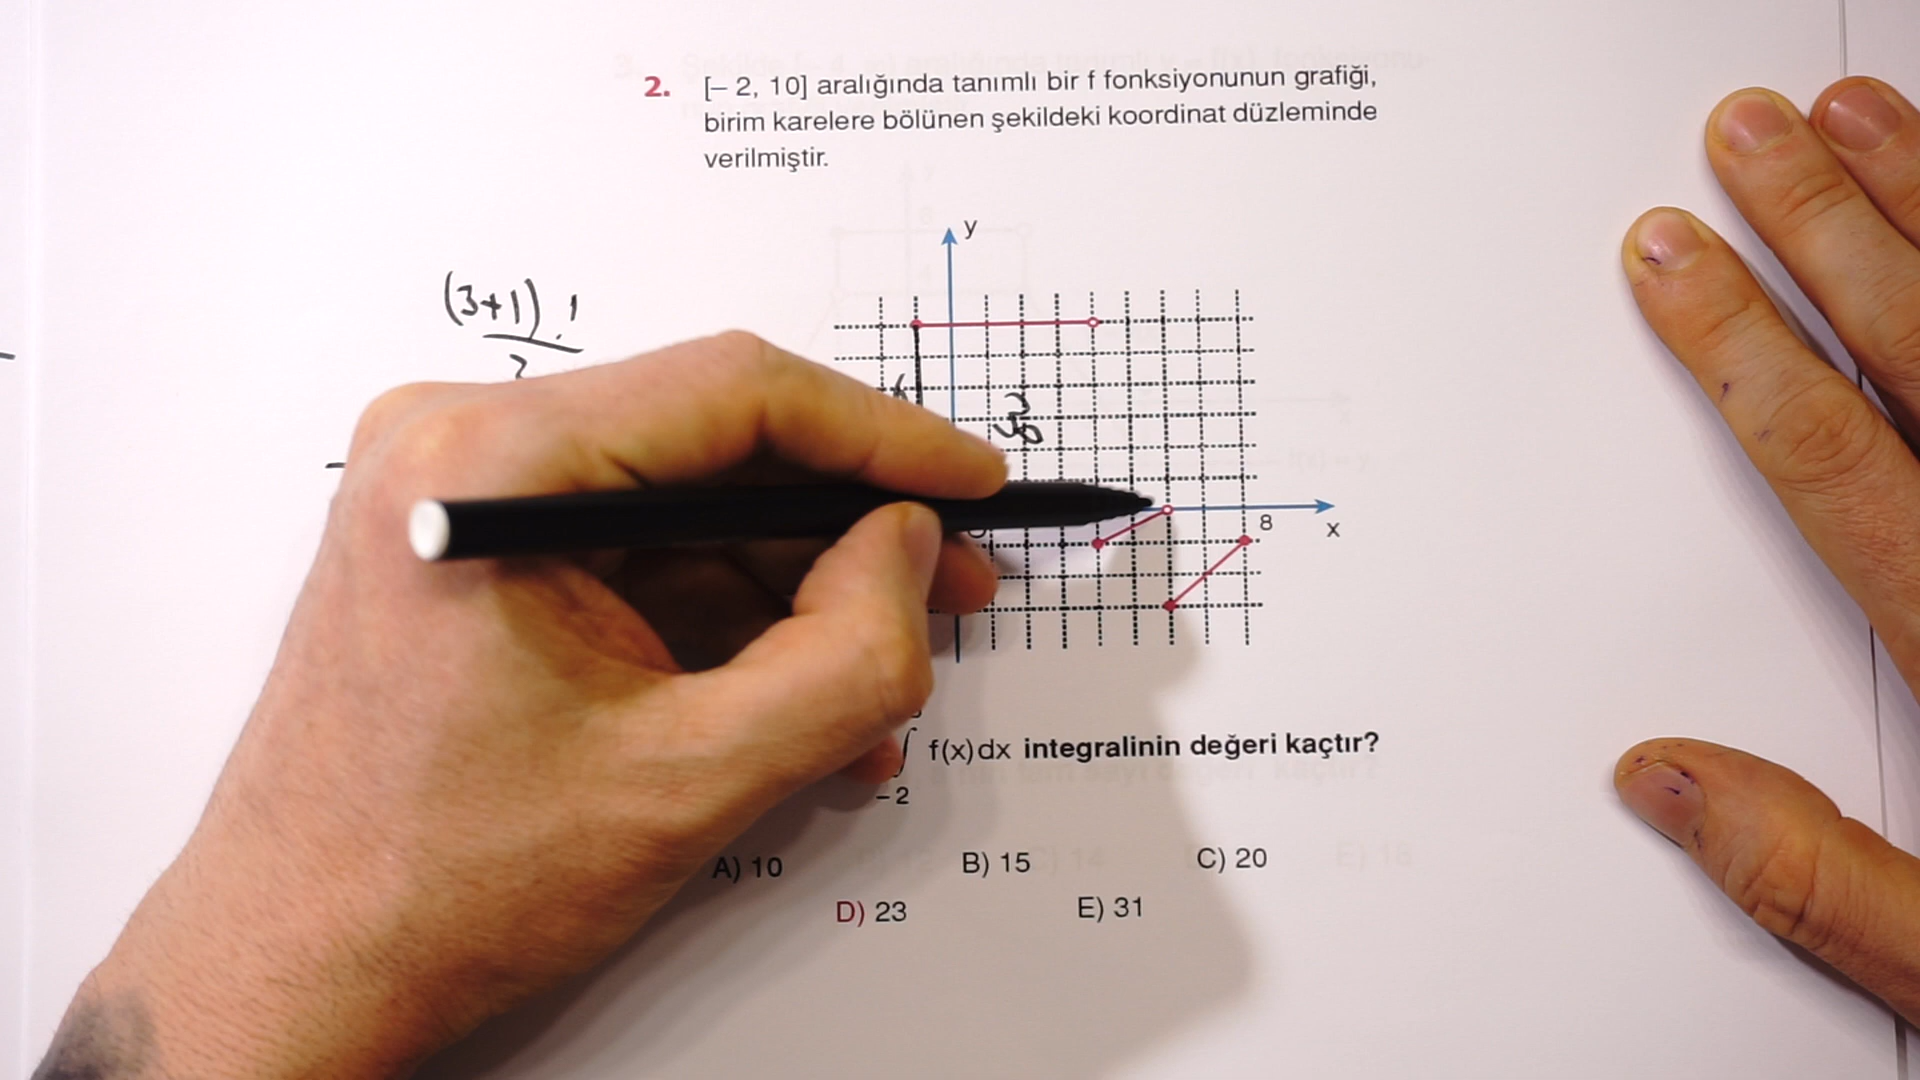 2. [– 2, 10] aralığında tanımlı bir f fonksiyonunun grafiği,
birim karelere bölünen şekildeki koordinat düzleminde
verilmiştir.
y
(3+1) . 1
2
8
x
∫ f(x) dx integralinin değeri kaçtır?
– 2
A) 10 B) 15 C) 20
D) 23 E) 31